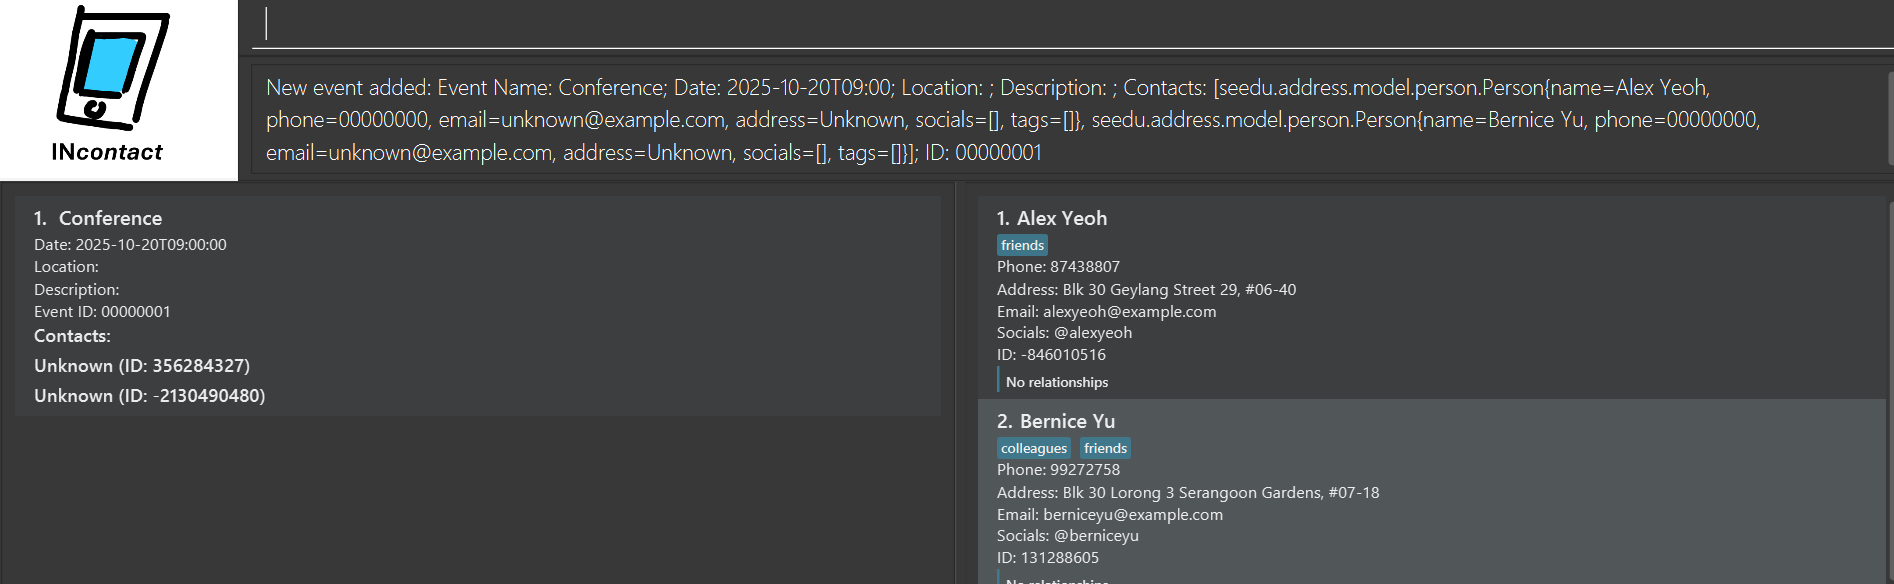 INcontact
New event added: Event Name: Conference; Date: 2025-10-20T09:00; Location: ; Description: ; Contacts: [seedu.address.model.person.Person{name=Alex Yeoh,
phone=00000000, email=unknown@example.com, address=Unknown, socials=[], tags=[]}, seedu.address.model.person.Person{name=Bernice Yu, phone=00000000,
email=unknown@example.com, address=Unknown, socials=[], tags=[]}]; ID: 00000001
1. Conference
Date: 2025-10-20T09:00:00
Location:
Description:
Event ID: 00000001
Contacts:
Unknown (ID: 356284327)
Unknown (ID: -2130490480)
1. Alex Yeoh
friends
Phone: 87438807
Address: Blk 30 Geylang Street 29, #06-40
Email: alexyeoh@example.com
Socials: @alexyeoh
ID: -846010516
No relationships
2. Bernice Yu
colleagues friends
Phone: 99272758
Address: Blk 30 Lorong 3 Serangoon Gardens, #07-18
Email: berniceyu@example.com
Socials: @berniceyu
ID: 131288605
No relationships